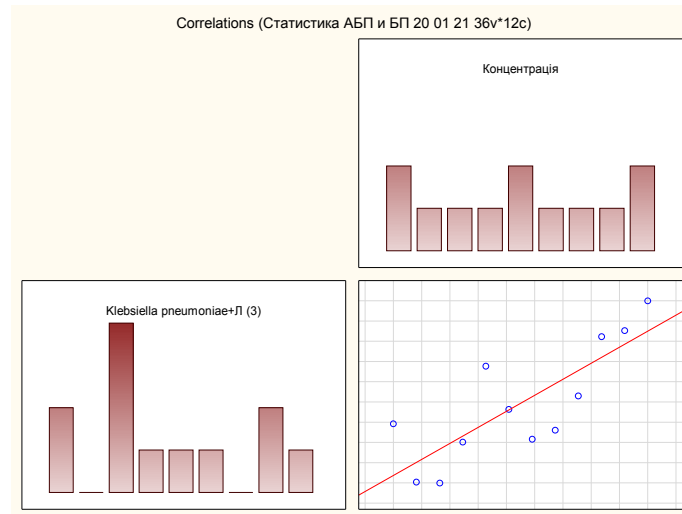 Correlations (Статистика АБП и БП 20 01 21 36v*12c)
Концентрація
Klebsiella pneumoniae+Л (3)